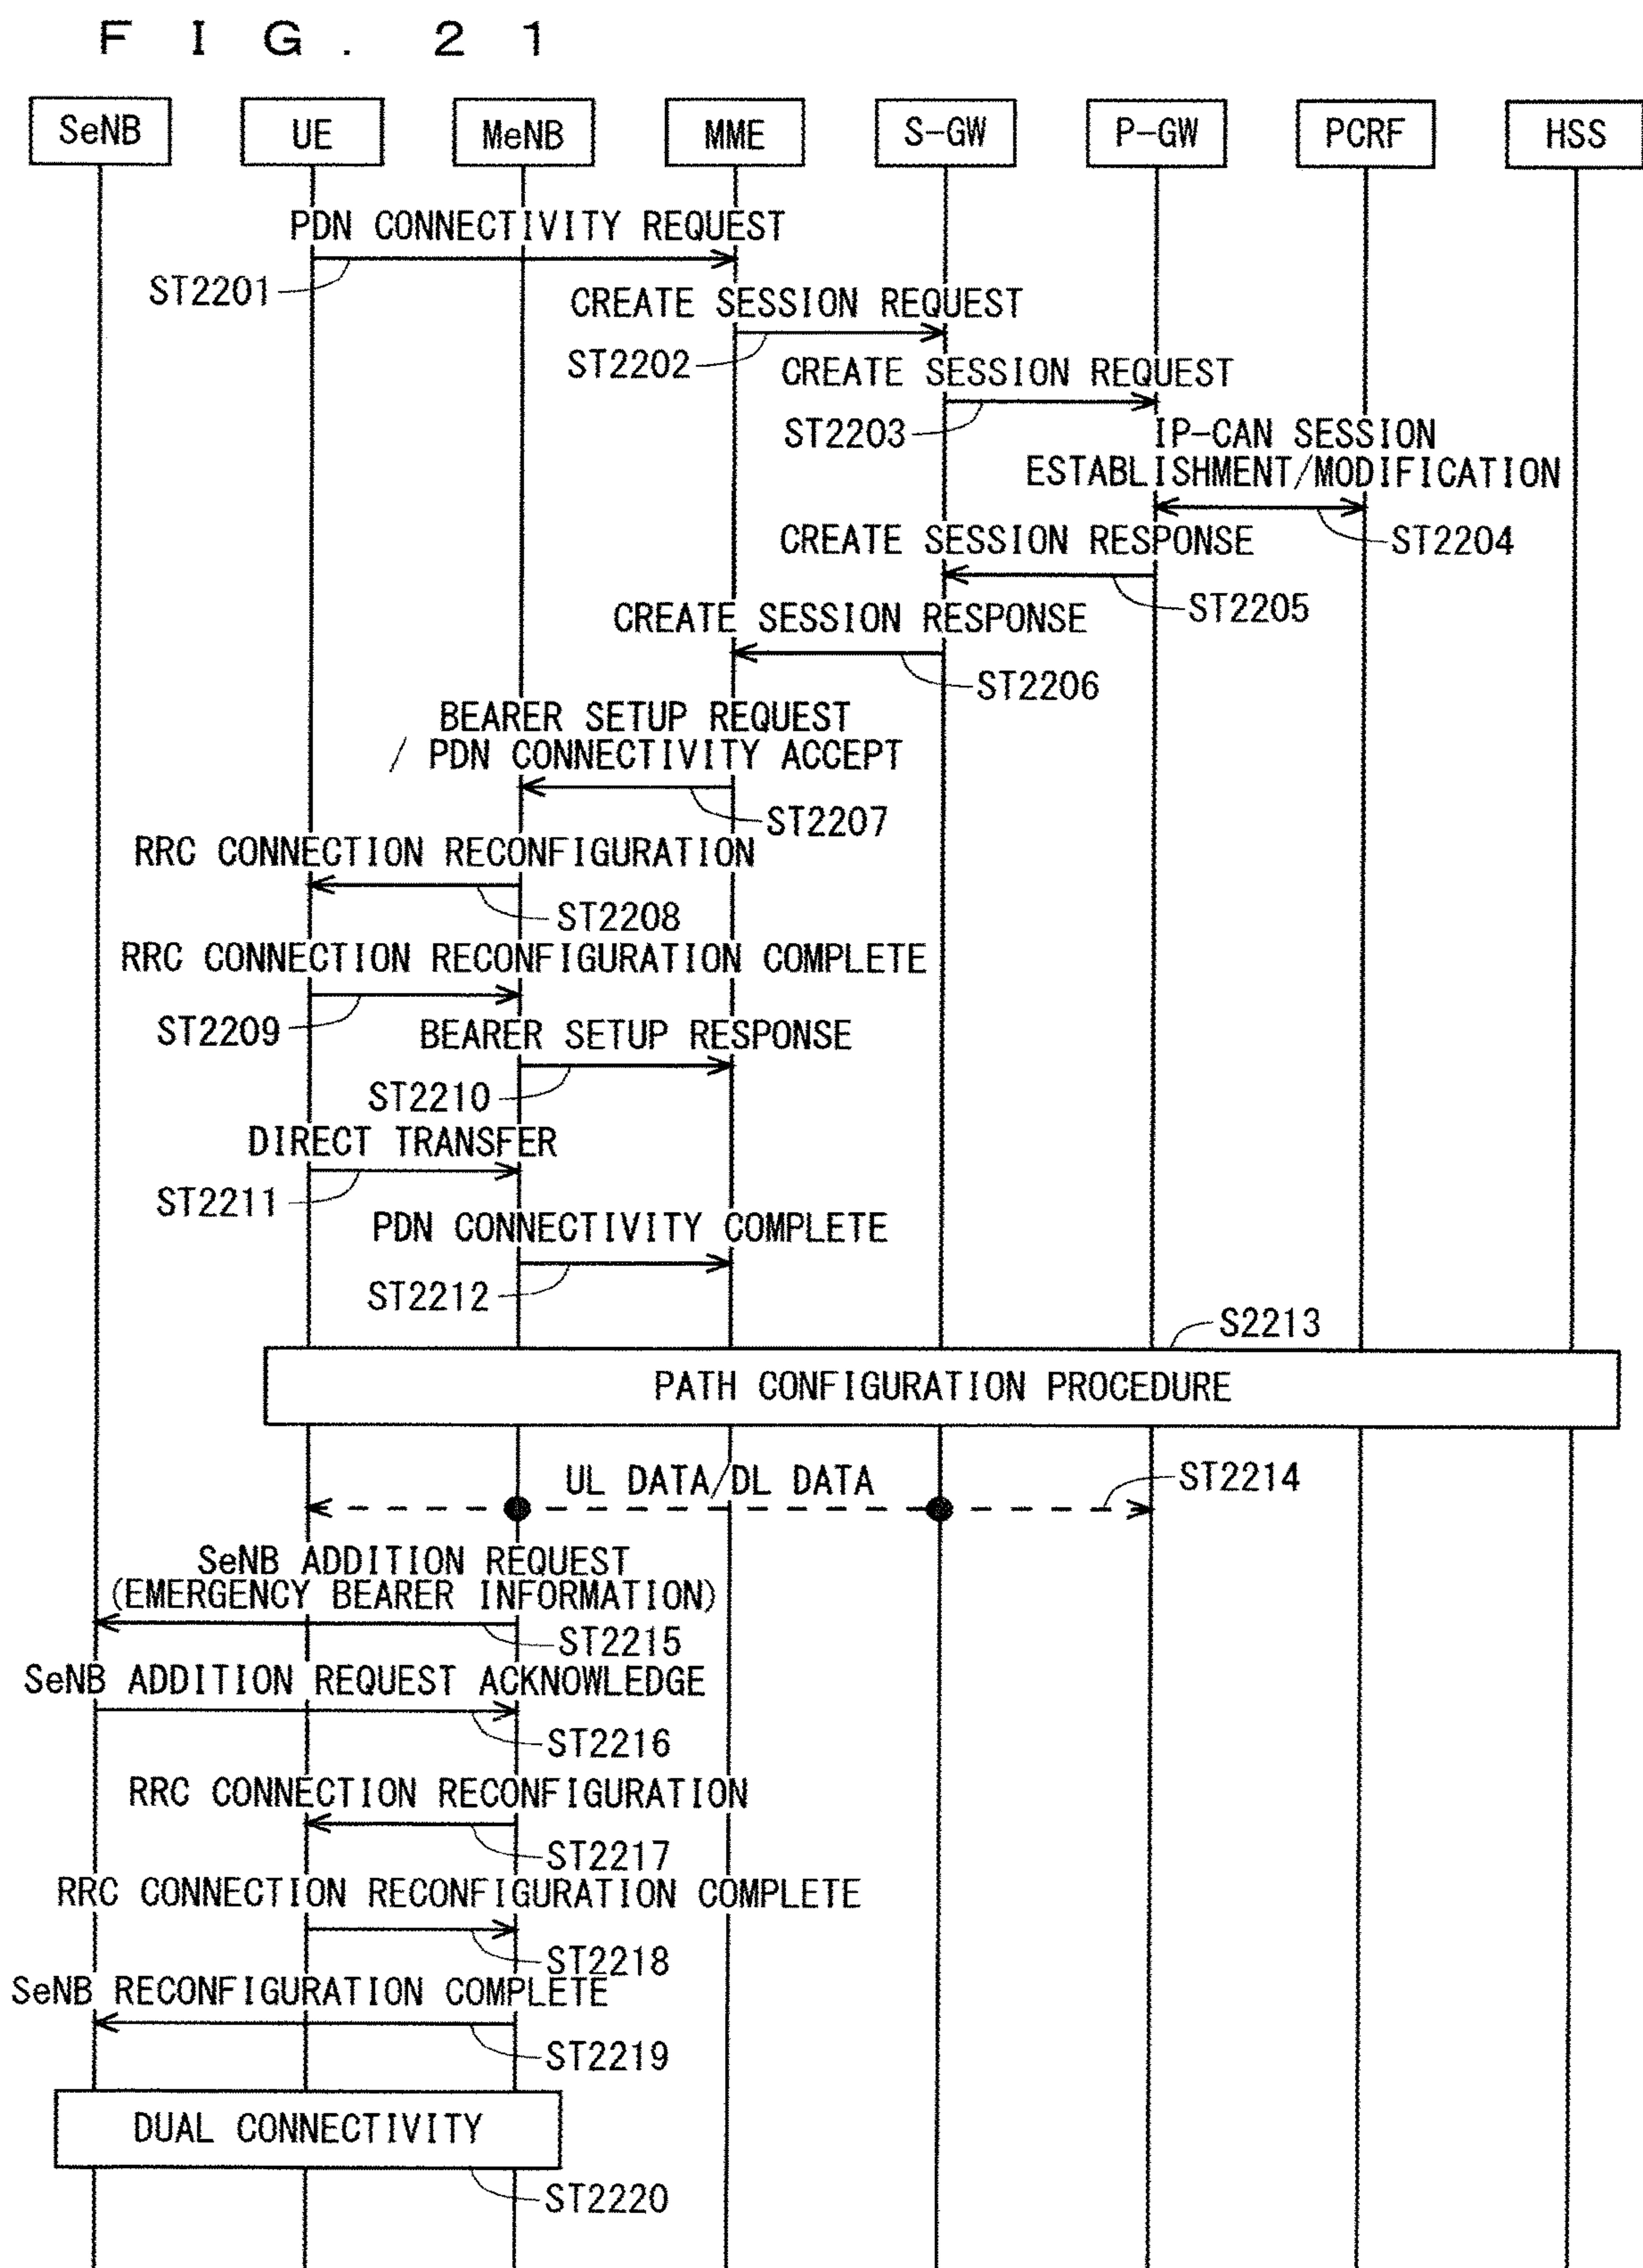 FIG. 21
SeNB UE MeNB MME S-GW P-GW PCRF HSS
PDN CONNECTIVITY REQUEST
ST2201
CREATE SESSION REQUEST
ST2202
CREATE SESSION REQUEST
ST2203
IP-CAN SESSION
ESTABLISHMENT/MODIFICATION
ST2204
CREATE SESSION RESPONSE
ST2205
CREATE SESSION RESPONSE
ST2206
BEARER SETUP REQUEST
/ PDN CONNECTIVITY ACCEPT
ST2207
RRC CONNECTION RECONFIGURATION
ST2208
RRC CONNECTION RECONFIGURATION COMPLETE
ST2209
BEARER SETUP RESPONSE
ST2210
DIRECT TRANSFER
ST2211
PDN CONNECTIVITY COMPLETE
ST2212
S2213
PATH CONFIGURATION PROCEDURE
UL DATA/DL DATA
ST2214
SeNB ADDITION REQUEST
(EMERGENCY BEARER INFORMATION)
ST2215
SeNB ADDITION REQUEST ACKNOWLEDGE
ST2216
RRC CONNECTION RECONFIGURATION
ST2217
RRC CONNECTION RECONFIGURATION COMPLETE
ST2218
SeNB RECONFIGURATION COMPLETE
ST2219
DUAL CONNECTIVITY
ST2220